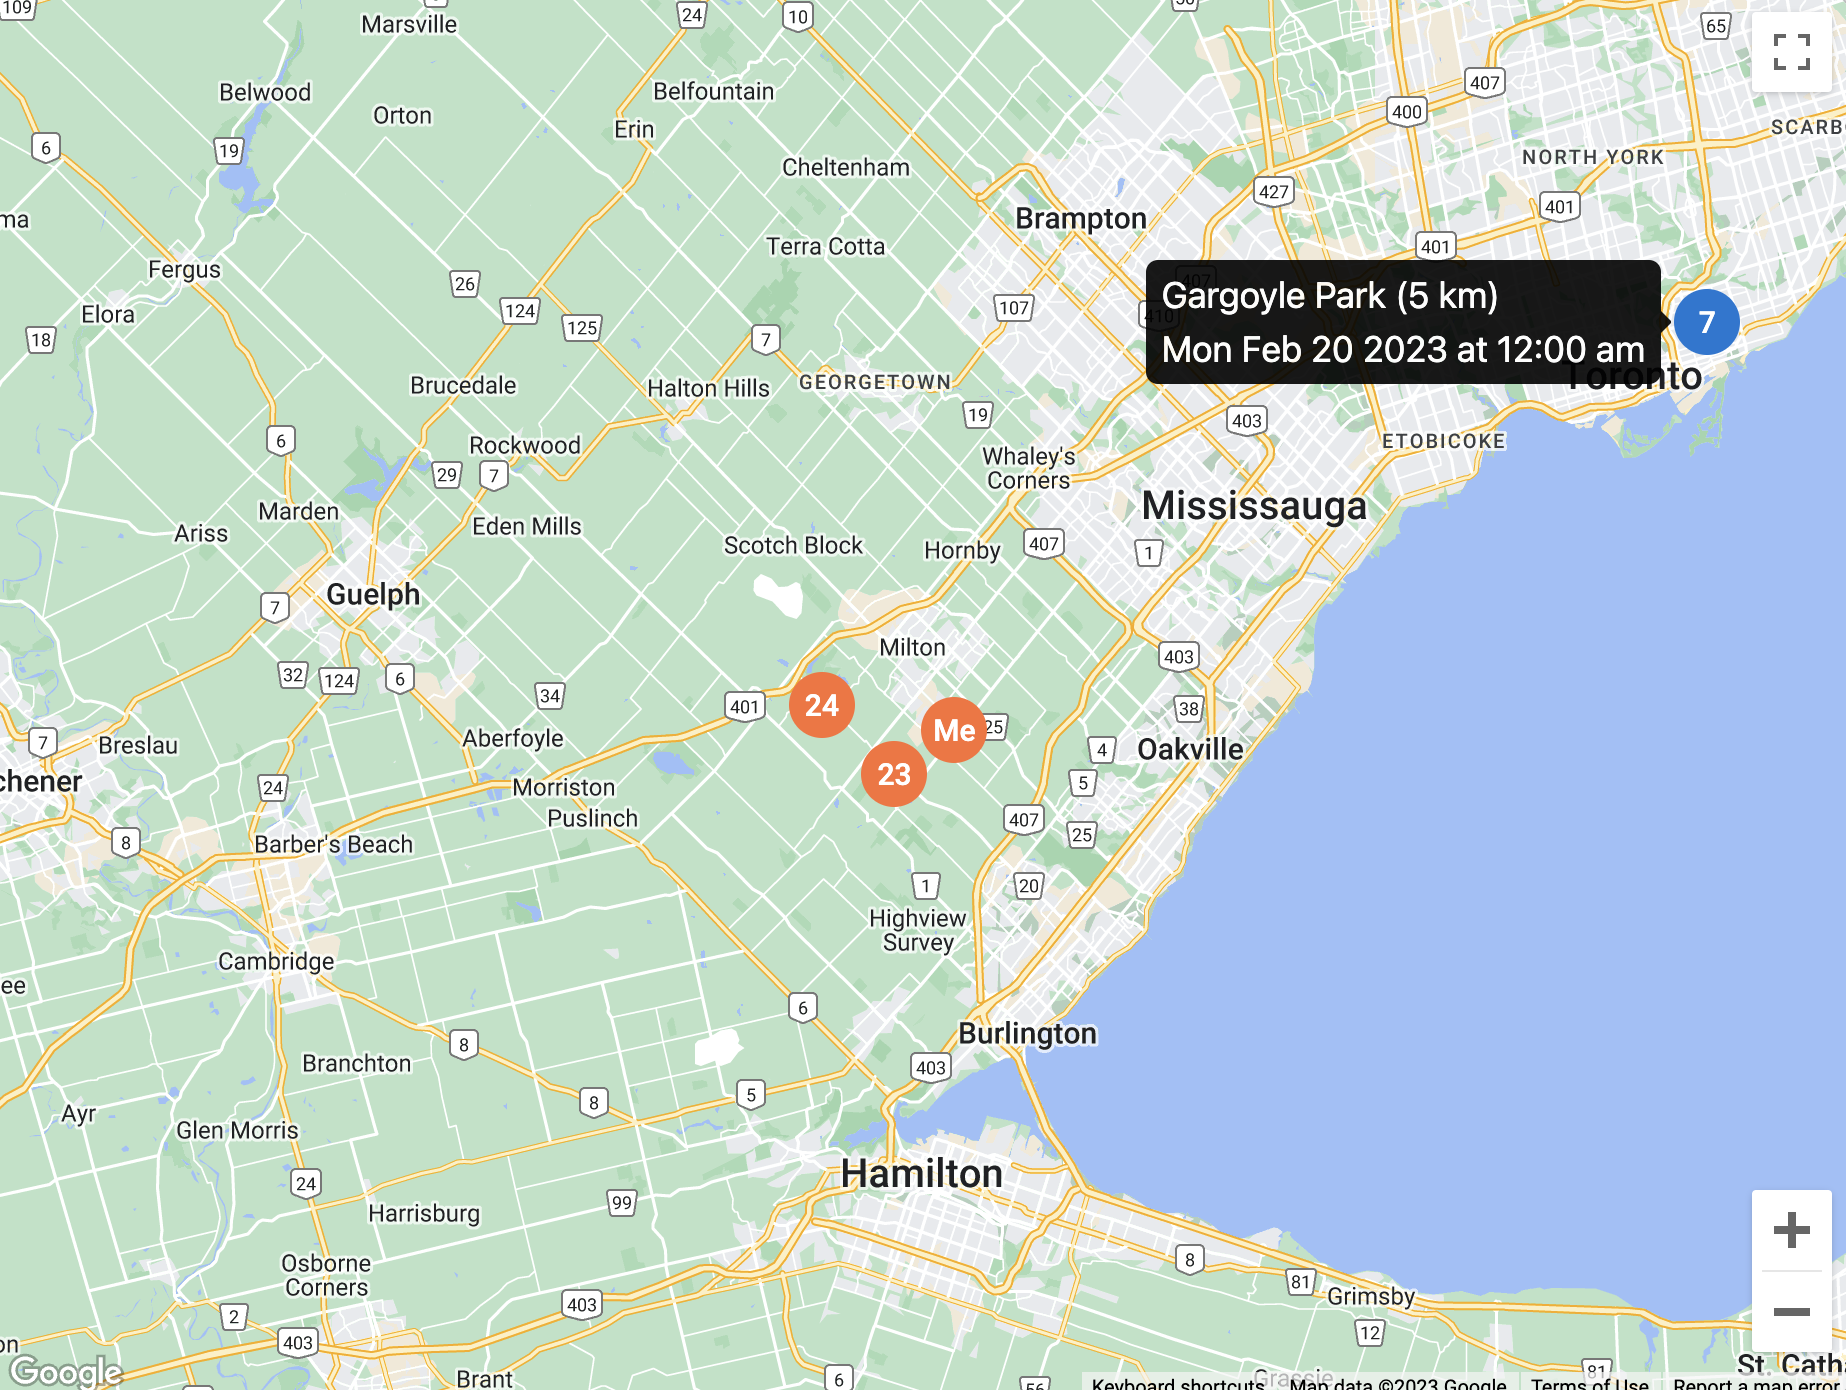 109
Marsville
24
10
50
65
Belwood
Belfountain
407
Orton
400
Erin
SCARB
6
19
Cheltenham
NORTH YORK
427
401
ma
Brampton
Terra Cotta
401
Fergus
26
407
Gargoyle Park (5 km)
Mon Feb 20 2023 at 12:00 am
7
Elora
124
107
410
125
18
7
Toronto
Brucedale
Halton Hills
GEORGETOWN
19
403
6
Rockwood
ETOBICOKE
Whaley's
Corners
29
7
Marden
Mississauga
Ariss
Eden Mills
Scotch Block
Hornby
407
1
Guelph
7
Milton
403
32
124
6
34
401
24
38
Me
25
7
Breslau
Aberfoyle
4
Oakville
chener
23
5
24
Morriston
Puslinch
407
8
Barber's Beach
25
1
20
Highview
Survey
Cambridge
ee
6
Burlington
8
Branchton
403
8
5
Ayr
Glen Morris
Hamilton
24
99
Harrisburg
Osborne
Corners
8
81
Grimsby
403
2
12
403
on
Google
Brant
6
56
Grassie
81
St. Cath
Keyboard shortcuts
Map data ©2023 Google
Terms of Use
Report a map error